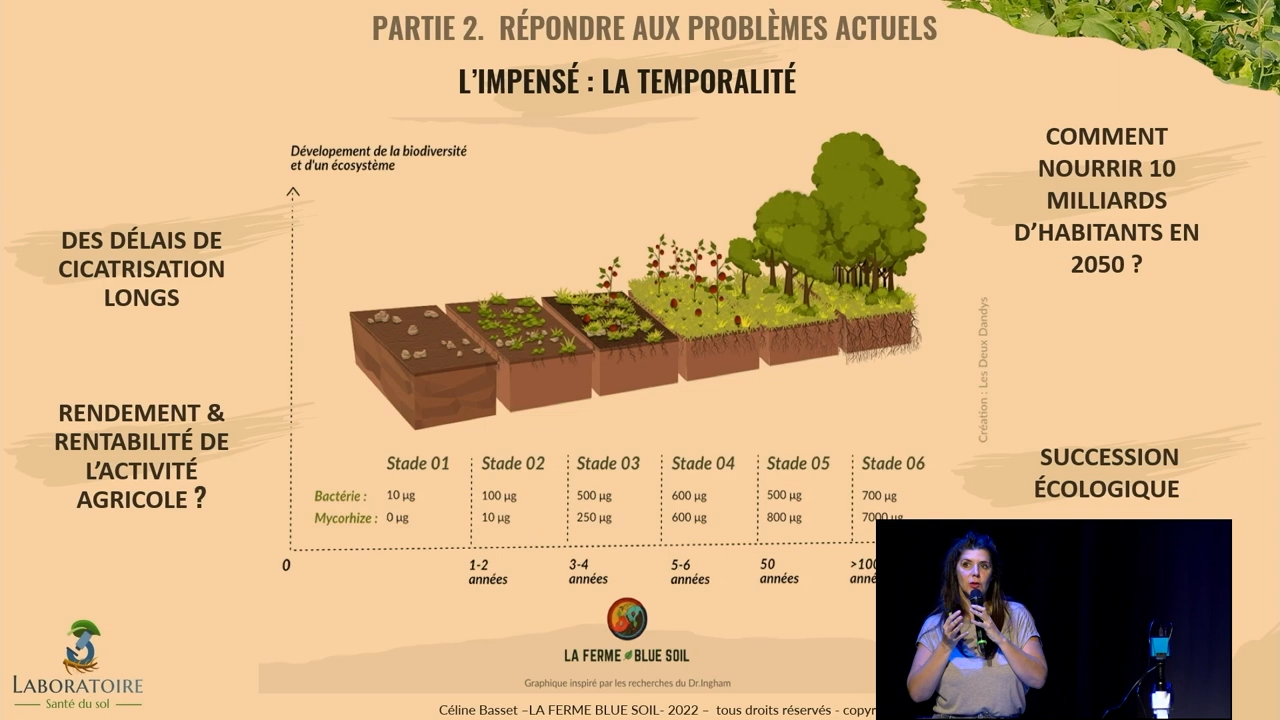 PARTIE 2. RÉPONDRE AUX PROBLÈMES ACTUELS
L'IMPENSÉ : LA TEMPORALITÉ
Dévelopement de la biodiversité
et d'un écosystème
DES DÉLAIS DE
CICATRISATION
LONGS
RENDEMENT &
RENTABILITÉ DE
L'ACTIVITÉ
AGRICOLE ?
COMMENT
NOURRIR 10
MILLIARDS
D'HABITANTS EN
2050 ?
SUCCESSION
ÉCOLOGIQUE
Création : Les Deux Dandys
Stade 01 Stade 02 Stade 03 Stade 04 Stade 05 Stade 06
Bactérie : 10 µg 100 µg 500 µg 600 µg 500 µg 700 µg
Mycorhize : 0 µg 10 µg 250 µg 600 µg 800 µg 7000 µg
0 1-2 3-4 5-6 50 >100
années années années années
LA FERME BLUE SOIL
Graphique inspiré par les recherches du Dr.Ingham
LABORATOIRE
Santé du sol
Céline Basset –LA FERME BLUE SOIL- 2022 – tous droits réservés - copyr